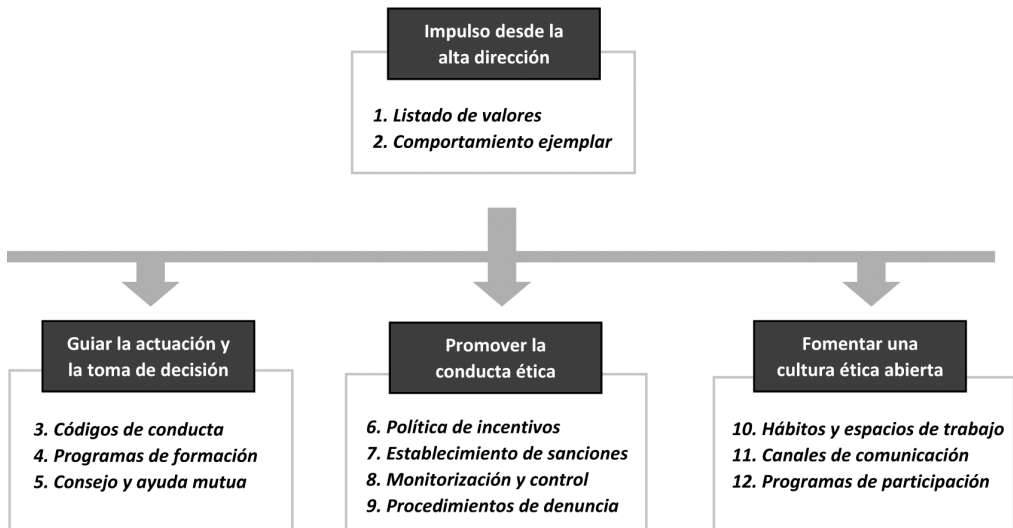 Impulso desde la
alta dirección
1. Listado de valores
2. Comportamiento ejemplar
Guiar la actuación y
la toma de decisión
3. Códigos de conducta
4. Programas de formación
5. Consejo y ayuda mutua
Promover la
conducta ética
6. Política de incentivos
7. Establecimiento de sanciones
8. Monitorización y control
9. Procedimientos de denuncia
Fomentar una
cultura ética abierta
10. Hábitos y espacios de trabajo
11. Canales de comunicación
12. Programas de participación